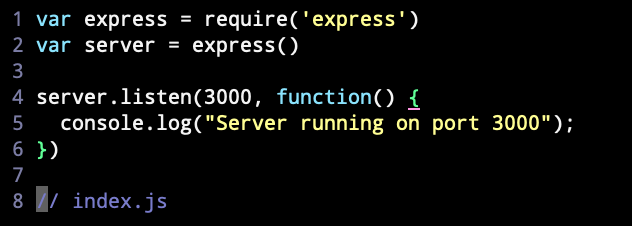 1 var express = require('express')
2 var server = express()
3
4 server.listen(3000, function() {
5   console.log("Server running on port 3000");
6 })
7
8 // index.js